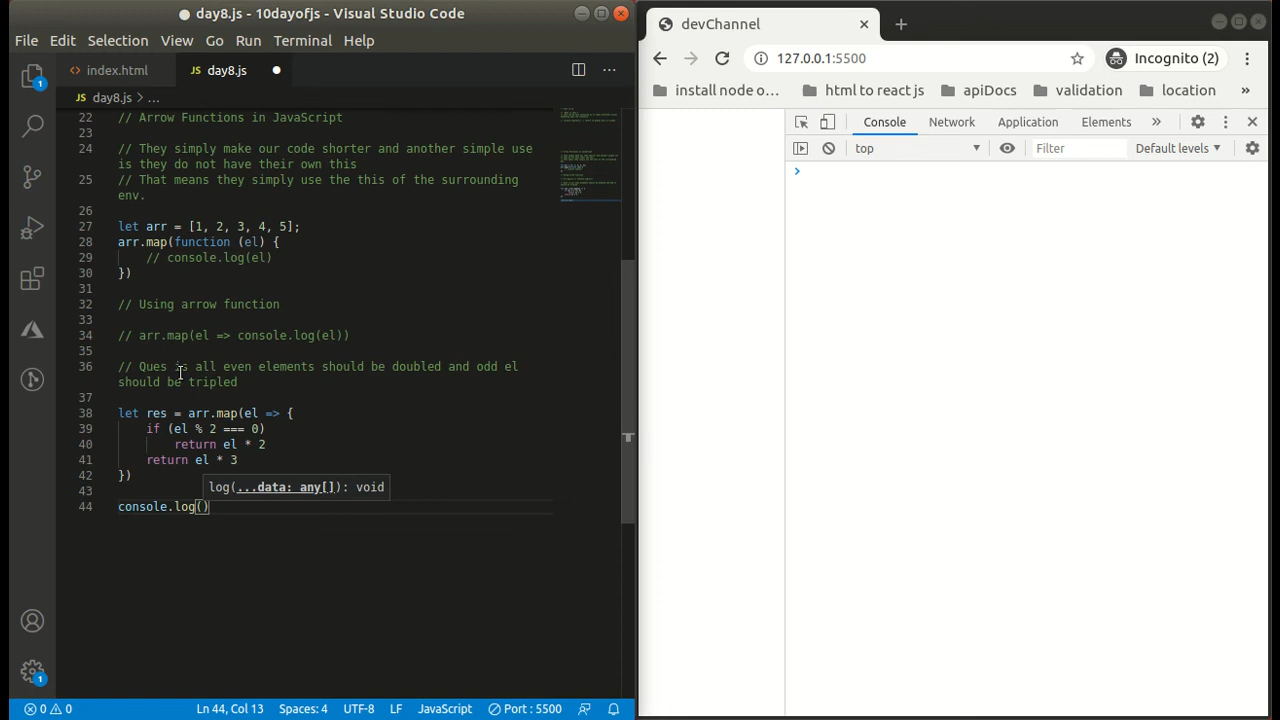 day8.js - 10dayofjs - Visual Studio Code
File Edit Selection View Go Run Terminal Help
index.html
JS day8.js
JS day8.js > ...
22 // Arrow Functions in JavaScript
23
24 // They simply make our code shorter and another simple use
is they do not have their own this
25 // That means they simply use the this of the surrounding
env.
26
27 let arr = [1, 2, 3, 4, 5];
28 arr.map(function (el) {
29 // console.log(el)
30 })
31
32 // Using arrow function
33
34 // arr.map(el => console.log(el))
35
36 // Ques is all even elements should be doubled and odd el
should be tripled
37
38 let res = arr.map(el => {
39 if (el % 2 === 0)
40 return el * 2
41 return el * 3
42 })
log(...data: any[]): void
43
44 console.log()
1
1
0 0
Ln 44, Col 13
Spaces: 4
UTF-8
LF
JavaScript
Port : 5500
devChannel
127.0.0.1:5500
Incognito (2)
install node o...
html to react js
apiDocs
validation
location
»
Console
Network
Application
Elements
»
top
Filter
Default levels